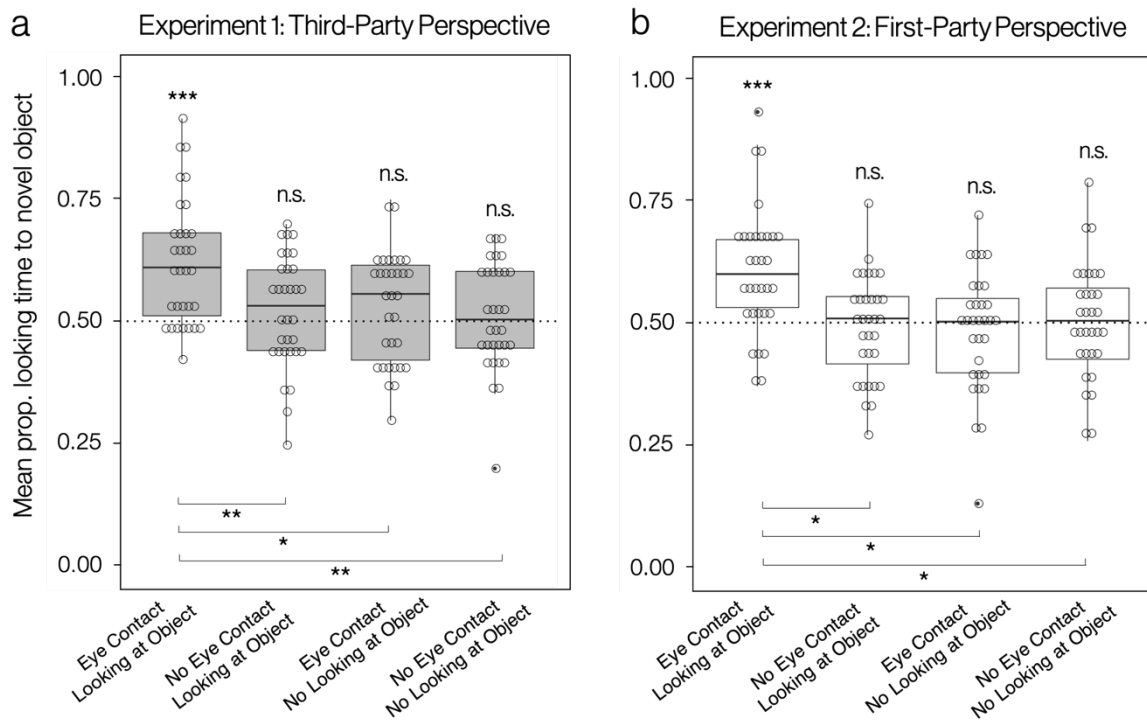 a
Experiment 1: Third-Party Perspective
Mean prop. looking time to novel object
1.00
0.75
0.50
0.25
0.00
***
n.s.
n.s.
n.s.
**
*
**
Eye Contact
Looking at Object
No Eye Contact
Looking at Object
Eye Contact
No Looking at Object
No Eye Contact
No Looking at Object
b
Experiment 2: First-Party Perspective
1.00
0.75
0.50
0.25
0.00
***
n.s.
n.s.
n.s.
*
*
*
Eye Contact
Looking at Object
No Eye Contact
Looking at Object
Eye Contact
No Looking at Object
No Eye Contact
No Looking at Object